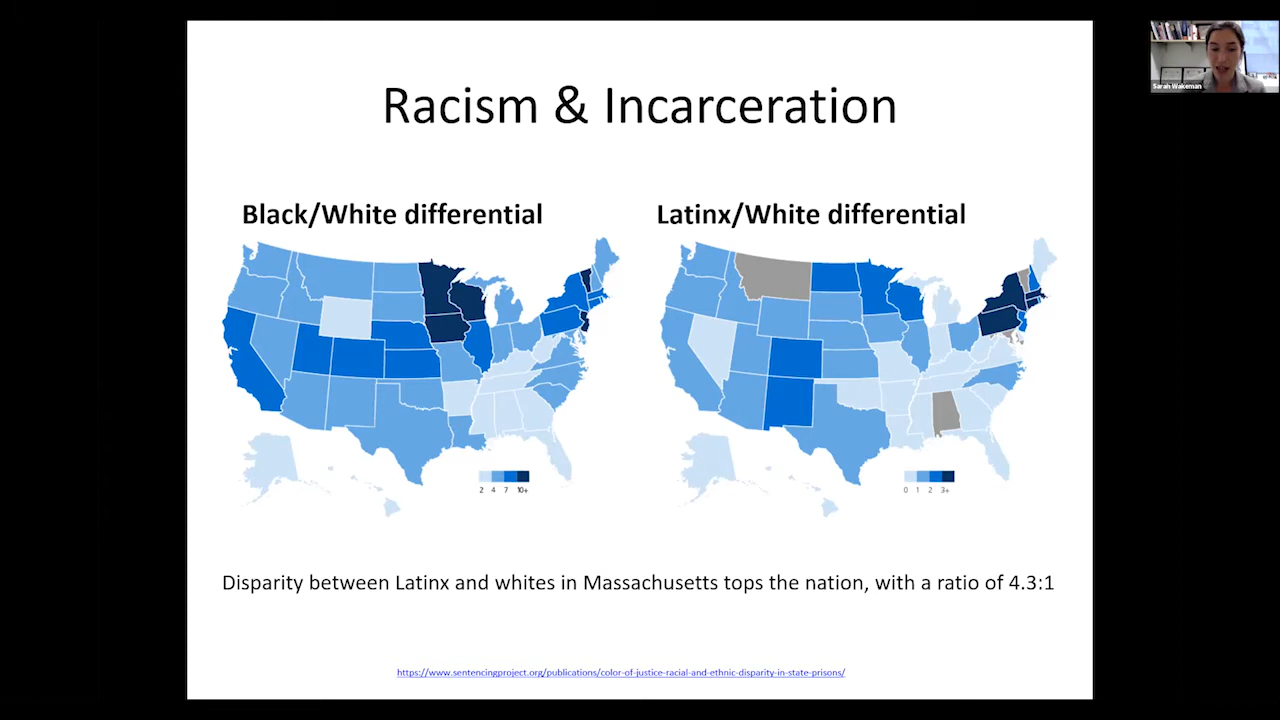 Racism & Incarceration
Sarah Wakeman
Black/White differential
Latinx/White differential
2 4 7 10+
0 1 2 3+
Disparity between Latinx and whites in Massachusetts tops the nation, with a ratio of 4.3:1
https://www.sentencingproject.org/publications/color-of-justice-racial-and-ethnic-disparity-in-state-prisons/